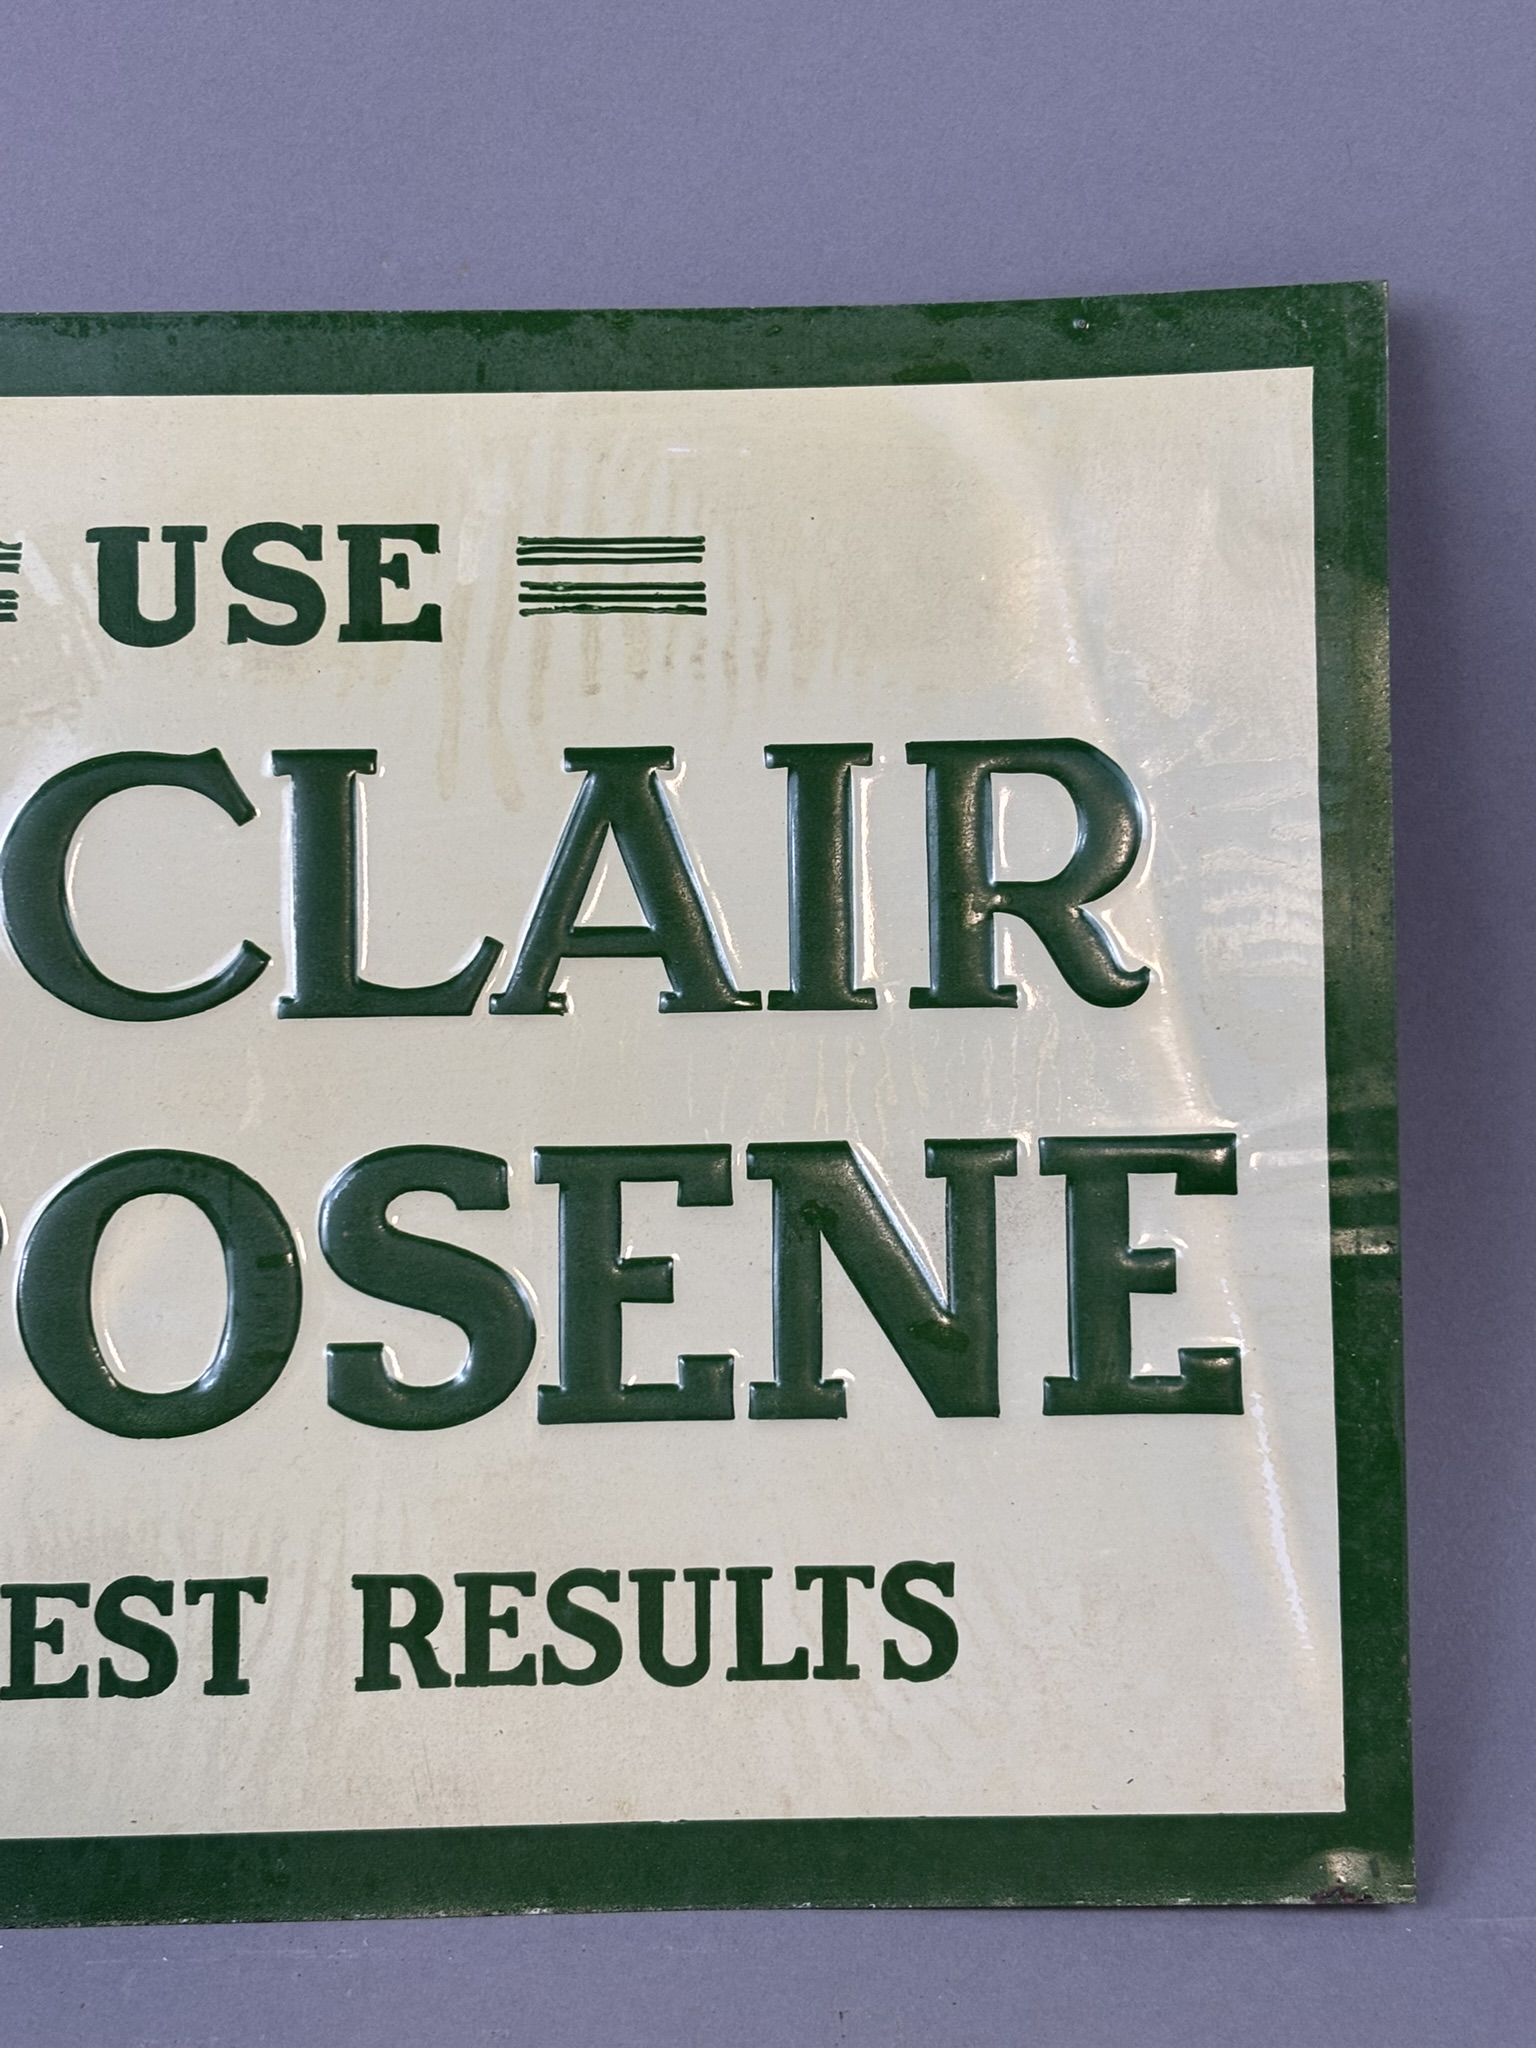 USE
CLAIR
OSENE
EST RESULTS